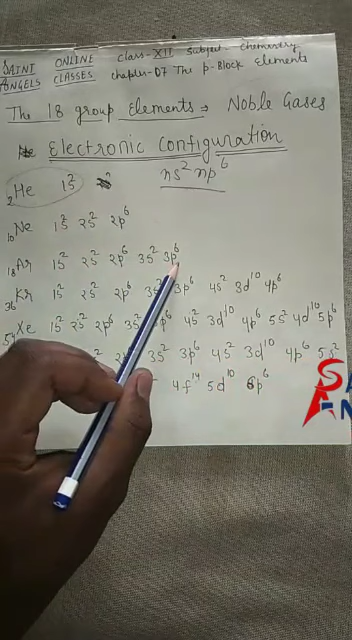 SAINT ONLINE Class-XII Subject-Chemistry
ANGELS CLASSES chapter-07 The p-Block Elements
The 18 group Elements → Noble Gases
Electronic Configuration
ns² np⁶
₂He 1s²
₁₀Ne 1s² 2s² 2p⁶
₁₈Ar 1s² 2s² 2p⁶ 3s² 3p⁶
₃₆Kr 1s² 2s² 2p⁶ 3s² 3p⁶ 4s² 3d¹⁰ 4p⁶
Xe 1s² 2s² 2p⁶ 3s² 3p⁶ 4s² 3d¹⁰ 4p⁶ 5s² 4d¹⁰ 5p⁶
3s² 3p⁶ 4s² 3d¹⁰ 4p⁶ 5s²
4f¹⁴ 5d¹⁰ 6p⁶